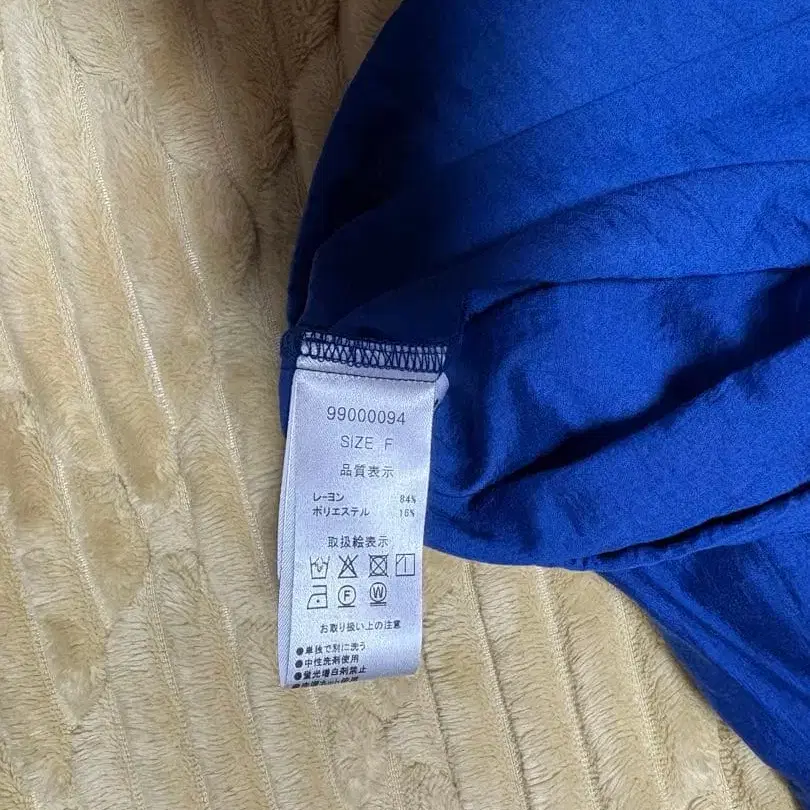 99000094
SIZE F
品質表示
レーヨン 84%
ポリエステル 16%
取扱絵表示
F W
お取り扱い上の注意
●単独で別に洗う
●中性洗剤使用
●蛍光増白剤禁止